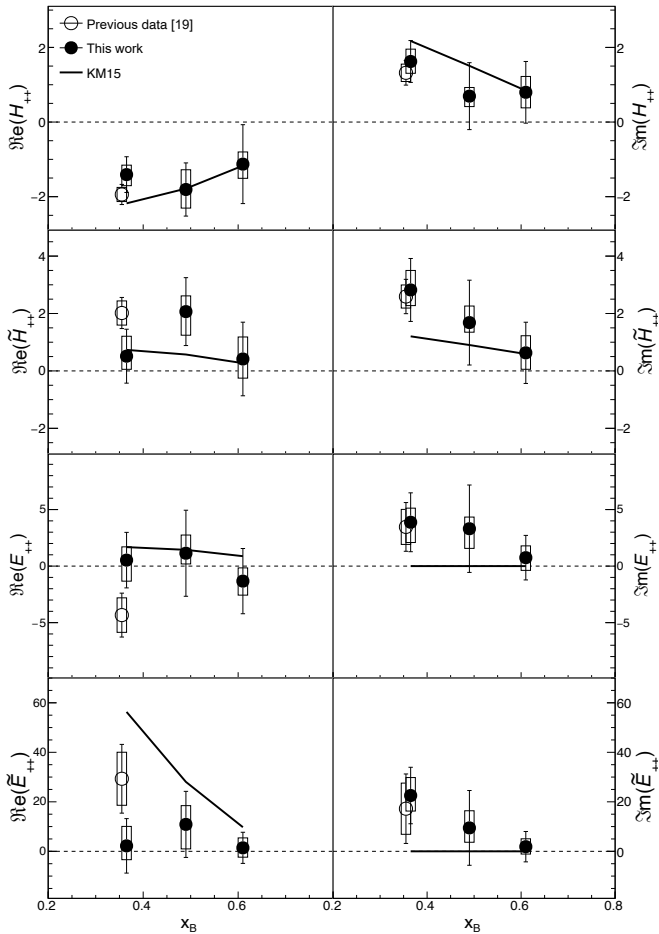 Previous data [19]
This work
KM15
ℜe(H₊₊)
2
0
−2
2
0
−2
ℑm(H₊₊)
ℜe(H̃₊₊)
4
2
0
−2
4
2
0
−2
ℑm(H̃₊₊)
ℜe(E₊₊)
5
0
−5
5
0
-5
ℑm(E₊₊)
ℜe(Ẽ₊₊)
60
40
20
0
60
40
20
0
ℑm(Ẽ₊₊)
0.2 0.4 0.6 0.2 0.4 0.6 0.8
x_B x_B